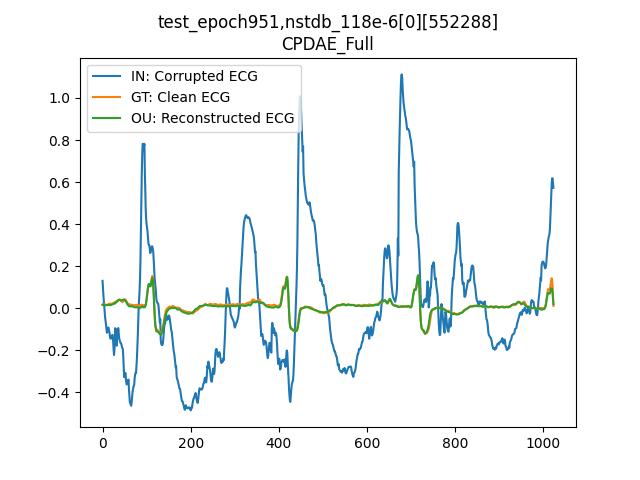 test_epoch951,nstdb_118e-6[0][552288]
CPDAE_Full
IN: Corrupted ECG
GT: Clean ECG
OU: Reconstructed ECG
1.0
0.8
0.6
0.4
0.2
0.0
−0.2
−0.4
0 200 400 600 800 1000